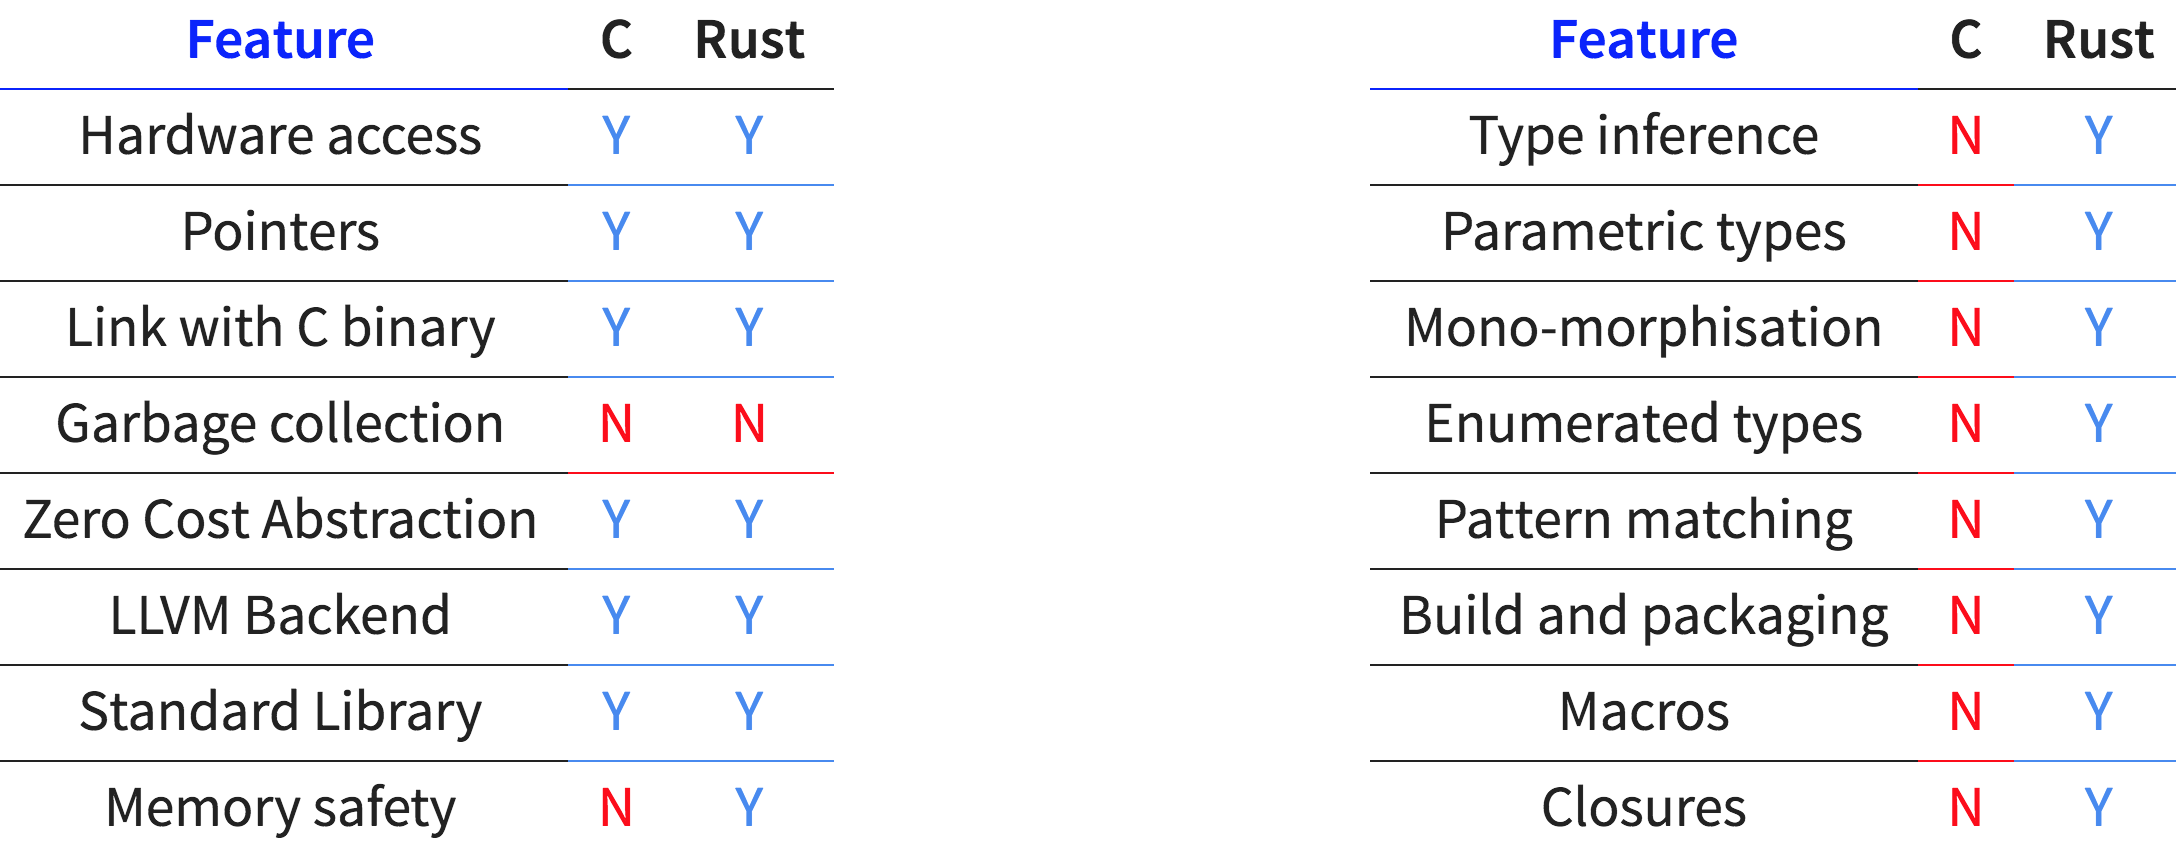 Feature C Rust
Hardware access Y Y
Pointers Y Y
Link with C binary Y Y
Garbage collection N N
Zero Cost Abstraction Y Y
LLVM Backend Y Y
Standard Library Y Y
Memory safety N Y
Feature C Rust
Type inference N Y
Parametric types N Y
Mono-morphisation N Y
Enumerated types N Y
Pattern matching N Y
Build and packaging N Y
Macros N Y
Closures N Y